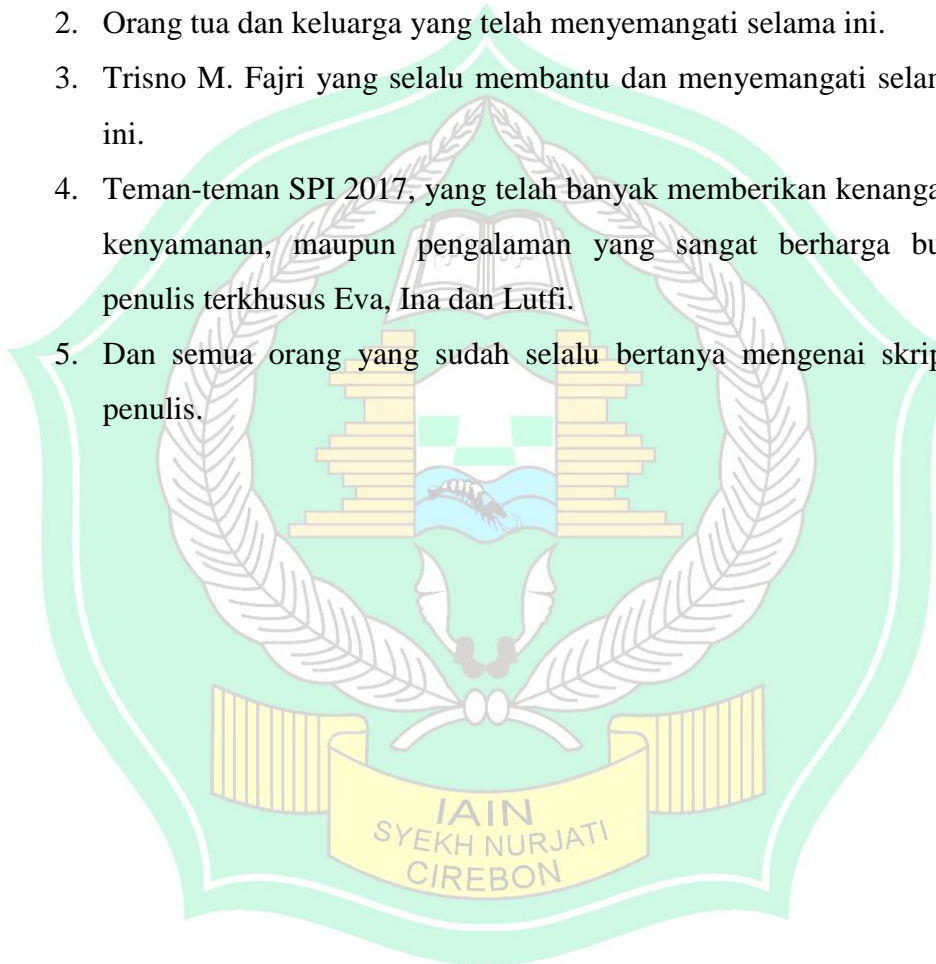 2. Orang tua dan keluarga yang telah menyemangati selama ini.
3. Trisno M. Fajri yang selalu membantu dan menyemangati selam
ini.
4. Teman-teman SPI 2017, yang telah banyak memberikan kenanga
kenyamanan, maupun pengalaman yang sangat berharga bu
penulis terkhusus Eva, Ina dan Lutfi.
5. Dan semua orang yang sudah selalu bertanya mengenai skrip
penulis.
IAIN
SYEKH NURJATI
CIREBON